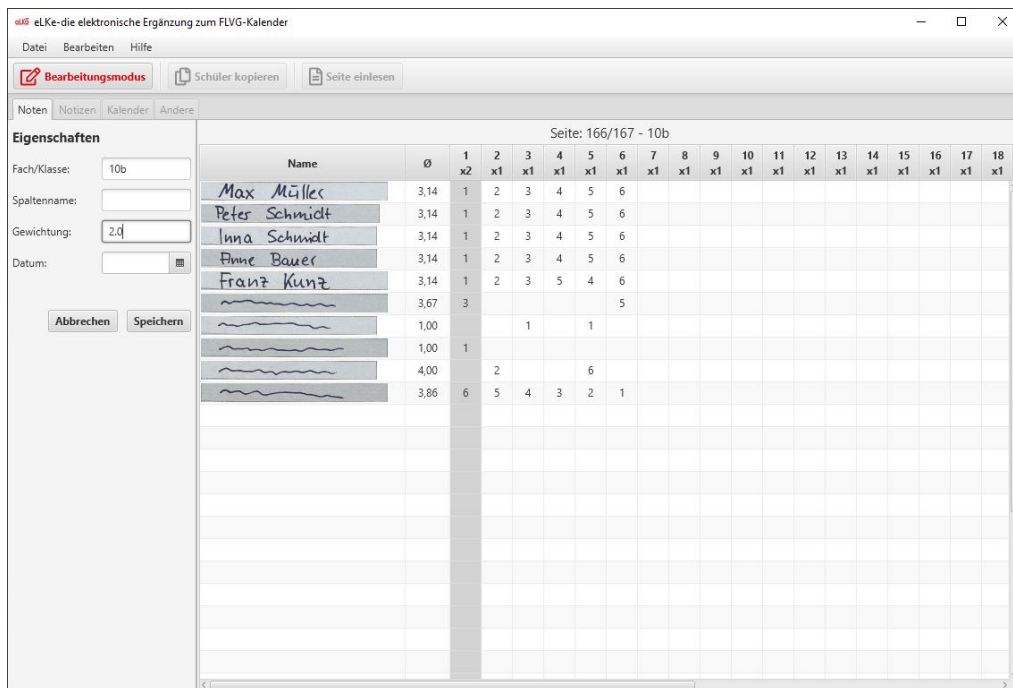 eLKG eLKe-die elektronische Ergänzung zum FLVG-Kalender
Datei Bearbeiten Hilfe
Bearbeitungsmodus Schüler kopieren Seite einlesen
Noten Notizen Kalender Andere
Eigenschaften
Fach/Klasse: 10b
Spaltenname:
Gewichtung: 2.0
Datum:
Abbrechen Speichern
Seite: 166/167 - 10b
Name Ø 1 2 3 4 5 6 7 8 9 10 11 12 13 14 15 16 17 18
x2 x1 x1 x1 x1 x1 x1 x1 x1 x1 x1 x1 x1 x1 x1 x1 x1 x1
Max Müller 3,14 1 2 3 4 5 6
Peter Schmidt 3,14 1 2 3 4 5 6
Inna Schmidt 3,14 1 2 3 4 5 6
Anne Bauer 3,14 1 2 3 4 5 6
Franz Kunz 3,14 1 2 3 5 4 6
3,67 3 5
1,00 1 1
1,00 1
4,00 2 6
3,86 6 5 4 3 2 1